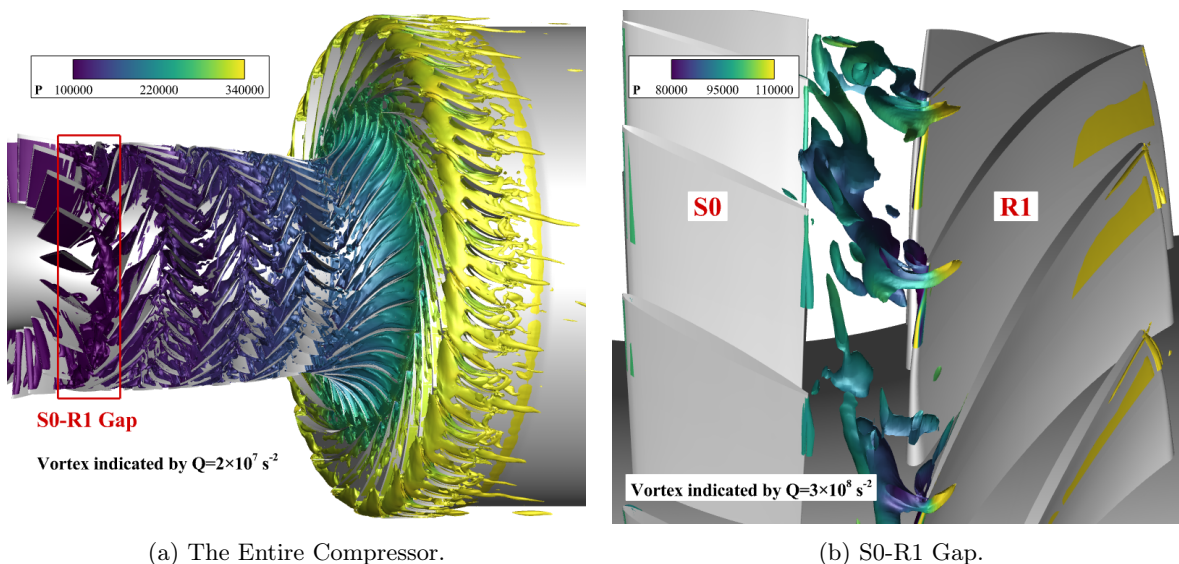 P 100000 220000 340000
S0-R1 Gap
Vortex indicated by Q=2×10⁷ s⁻²
(a) The Entire Compressor.
P 80000 95000 110000
S0
R1
Vortex indicated by Q=3×10⁸ s⁻²
(b) S0-R1 Gap.